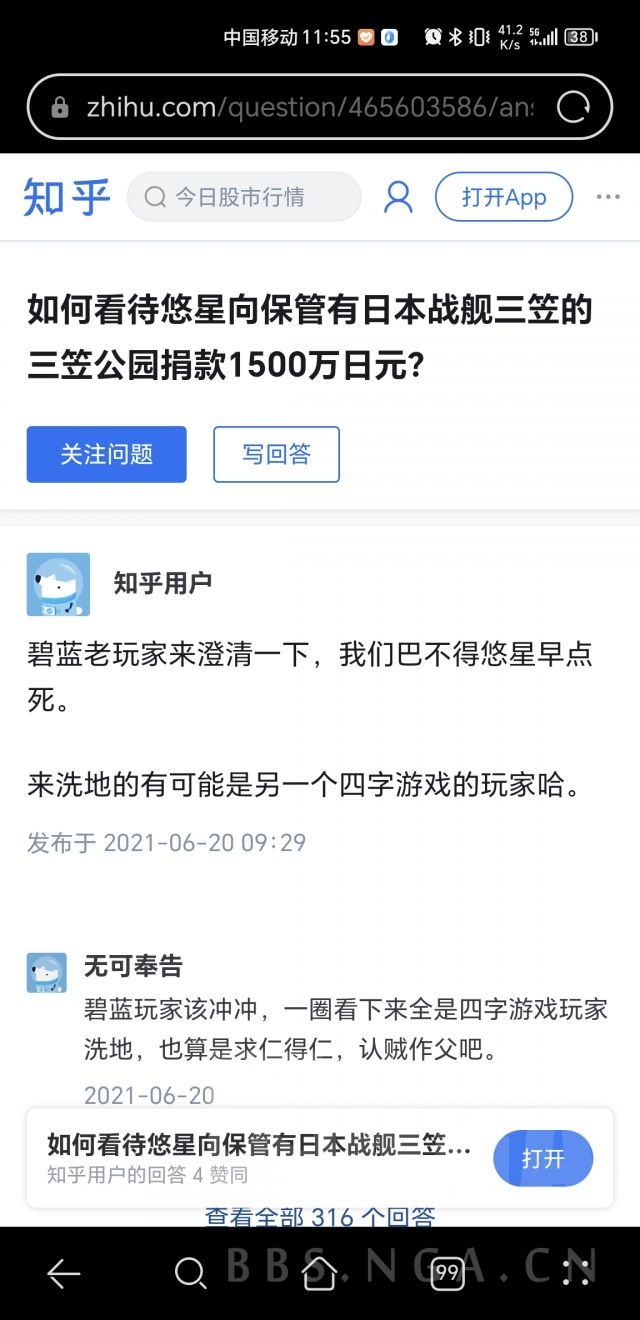 中国移动 11:55 41.2 K/s 5G 38
zhihu.com/question/465603586/ans
知乎 今日股市行情 打开App
如何看待悠星向保管有日本战舰三笠的
三笠公园捐款1500万日元?
关注问题 写回答
知乎用户
碧蓝老玩家来澄清一下，我们巴不得悠星早点
死。
来洗地的有可能是另一个四字游戏的玩家哈。
发布于 2021-06-20 09:29
无可奉告
碧蓝玩家该冲冲，一圈看下来全是四字游戏玩家
洗地，也算是求仁得仁，认贼作父吧。
2021-06-20
如何看待悠星向保管有日本战舰三笠...
知乎用户的回答 4 赞同
打开
查看全部 316 个回答
99
BBS.NGA.CN